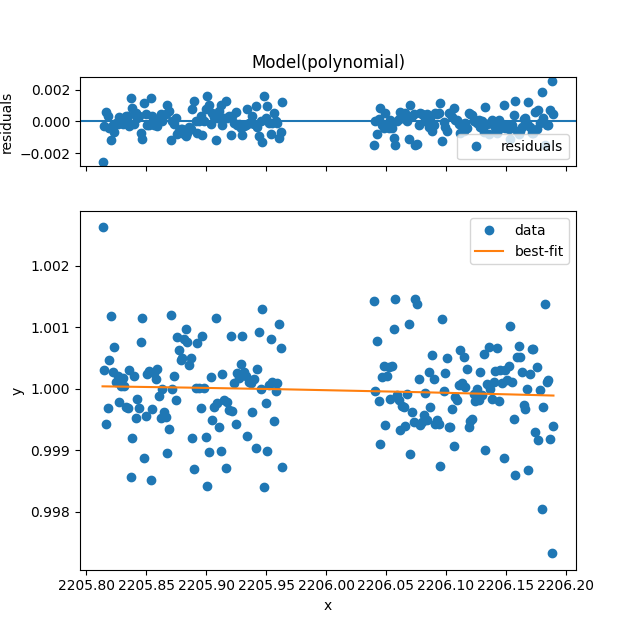 Model(polynomial)
residuals
0.002
0.000
−0.002
residuals
y
1.002
1.001
1.000
0.999
0.998
data
best-fit
2205.80 2205.85 2205.90 2205.95 2206.00 2206.05 2206.10 2206.15 2206.20
x